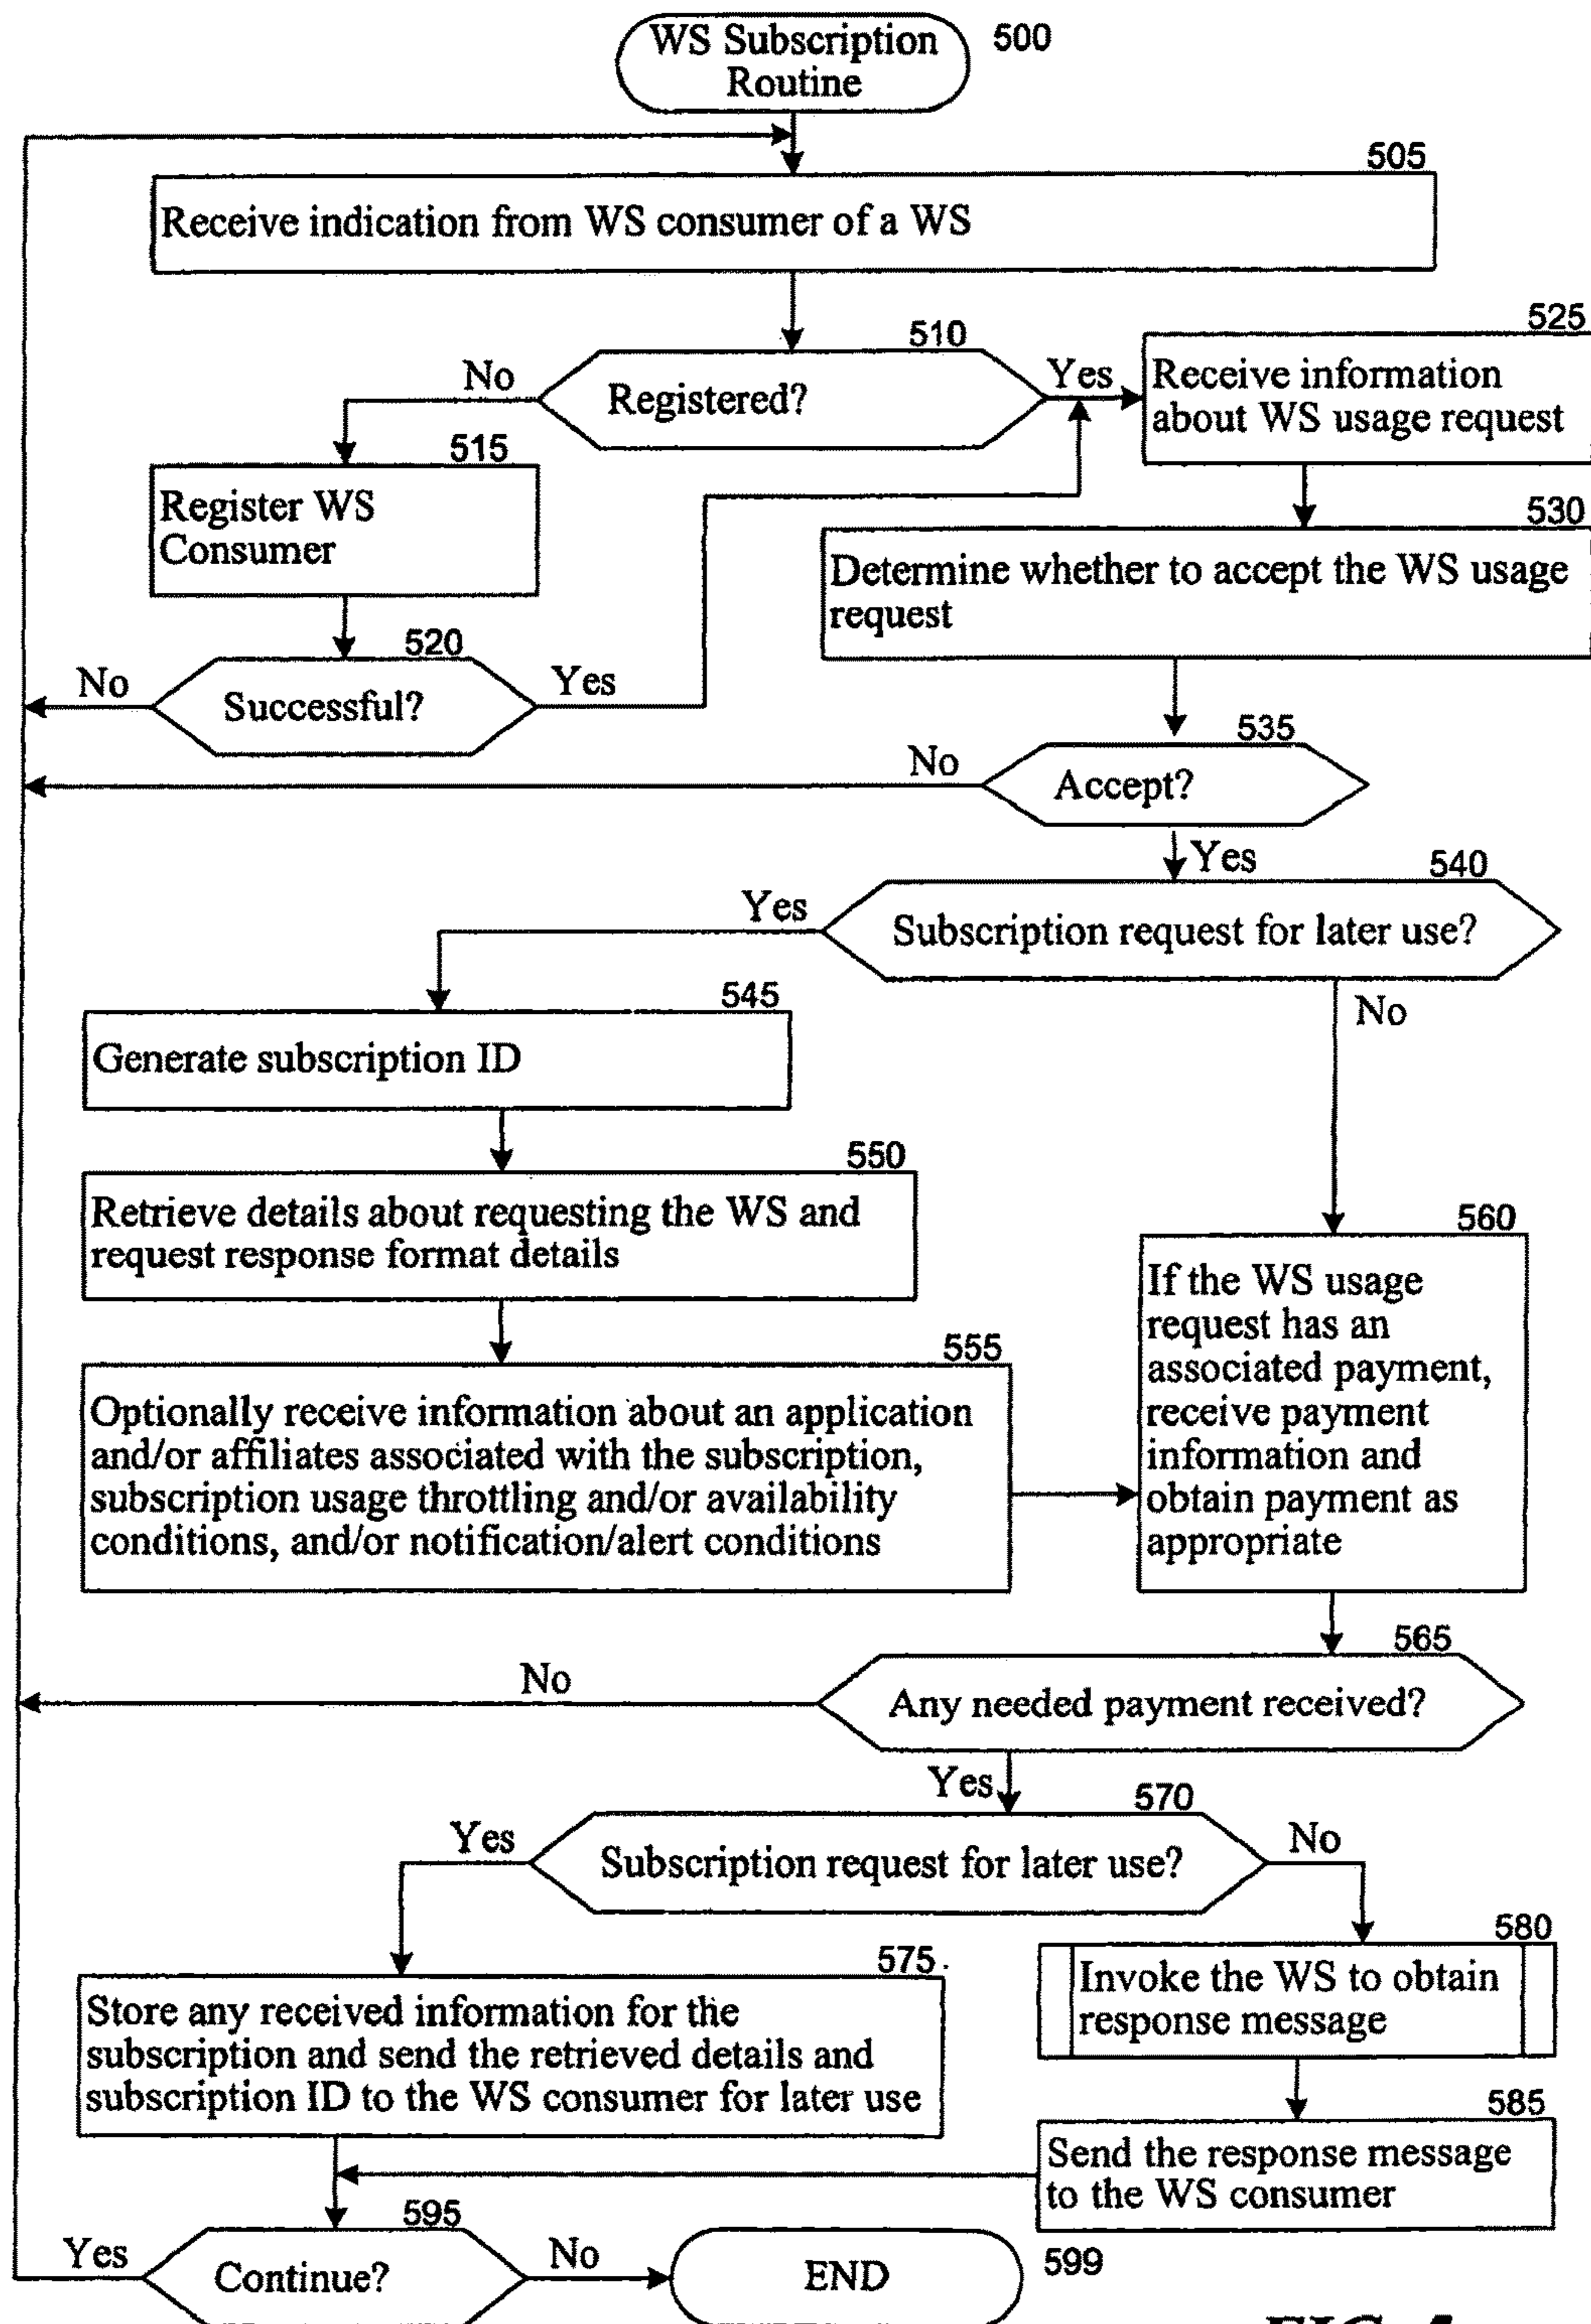 WS Subscription
Routine
500
505
Receive indication from WS consumer of a WS
510
525
No
Registered?
Yes
Receive information
about WS usage request
515
Register WS
Consumer
530
Determine whether to accept the WS usage
request
520
No
Successful?
Yes
535
No
Accept?
Yes
540
Yes
Subscription request for later use?
No
545
Generate subscription ID
550
Retrieve details about requesting the WS and
request response format details
560
If the WS usage
request has an
associated payment,
receive payment
information and
obtain payment as
appropriate
555
Optionally receive information about an application
and/or affiliates associated with the subscription,
subscription usage throttling and/or availability
conditions, and/or notification/alert conditions
565
No
Any needed payment received?
Yes
570
Yes
Subscription request for later use?
No
575
Store any received information for the
subscription and send the retrieved details and
subscription ID to the WS consumer for later use
580
Invoke the WS to obtain
response message
585
Send the response message
to the WS consumer
595
Yes
Continue?
No
END
599